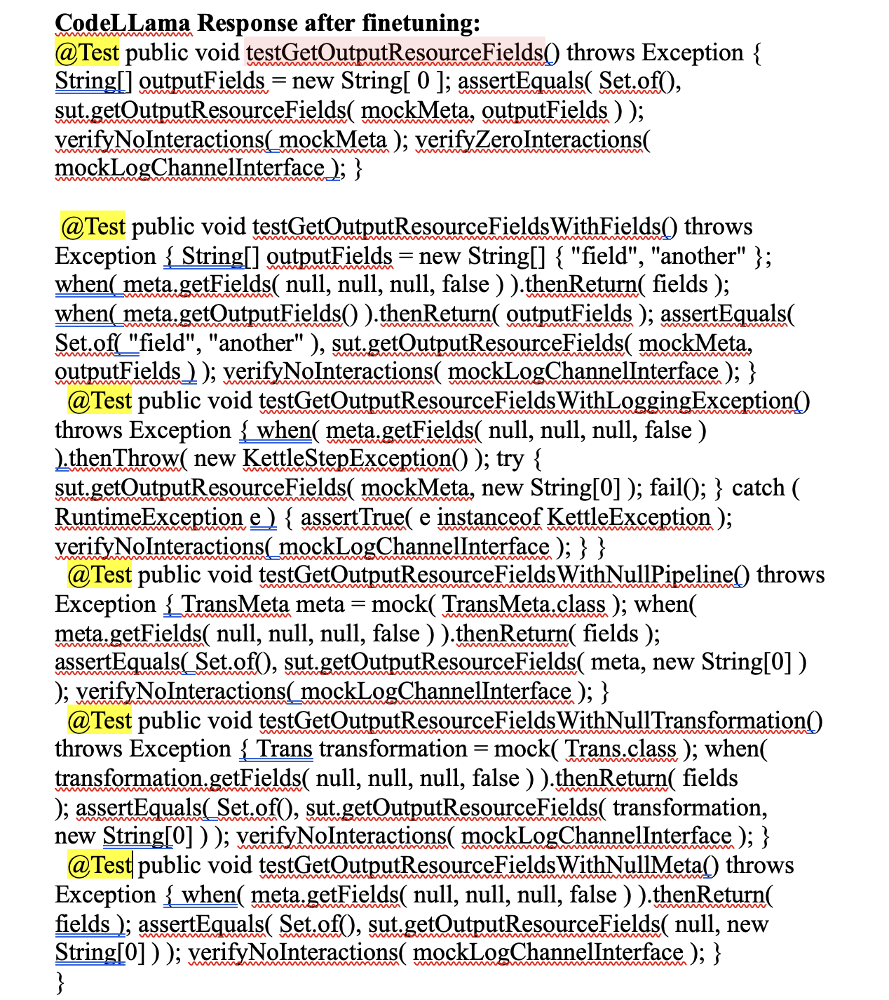 CodeLLama Response after finetuning:
@Test public void testGetOutputResourceFields() throws Exception {
String[] outputFields = new String[ 0 ]; assertEquals( Set.of(),
sut.getOutputResourceFields( mockMeta, outputFields ) );
verifyNoInteractions( mockMeta ); verifyZeroInteractions(
mockLogChannelInterface ); }
@Test public void testGetOutputResourceFieldsWithFields() throws
Exception { String[] outputFields = new String[] { "field", "another" };
when( meta.getFields( null, null, null, false ) ).thenReturn( fields );
when( meta.getOutputFields() ).thenReturn( outputFields ); assertEquals(
Set.of( "field", "another" ), sut.getOutputResourceFields( mockMeta,
outputFields ) ); verifyNoInteractions( mockLogChannelInterface ); }
@Test public void testGetOutputResourceFieldsWithLoggingException()
throws Exception { when( meta.getFields( null, null, null, false )
).thenThrow( new KettleStepException() ); try {
sut.getOutputResourceFields( mockMeta, new String[0] ); fail(); } catch (
RuntimeException e ) { assertTrue( e instanceof KettleException );
verifyNoInteractions( mockLogChannelInterface ); } }
@Test public void testGetOutputResourceFieldsWithNullPipeline() throws
Exception { TransMeta meta = mock( TransMeta.class ); when(
meta.getFields( null, null, null, false ) ).thenReturn( fields );
assertEquals( Set.of(), sut.getOutputResourceFields( meta, new String[0] )
); verifyNoInteractions( mockLogChannelInterface ); }
@Test public void testGetOutputResourceFieldsWithNullTransformation()
throws Exception { Trans transformation = mock( Trans.class ); when(
transformation.getFields( null, null, null, false ) ).thenReturn( fields
); assertEquals( Set.of(), sut.getOutputResourceFields( transformation,
new String[0] ) ); verifyNoInteractions( mockLogChannelInterface ); }
@Test public void testGetOutputResourceFieldsWithNullMeta() throws
Exception { when( meta.getFields( null, null, null, false ) ).thenReturn(
fields ); assertEquals( Set.of(), sut.getOutputResourceFields( null, new
String[0] ) ); verifyNoInteractions( mockLogChannelInterface ); }
}